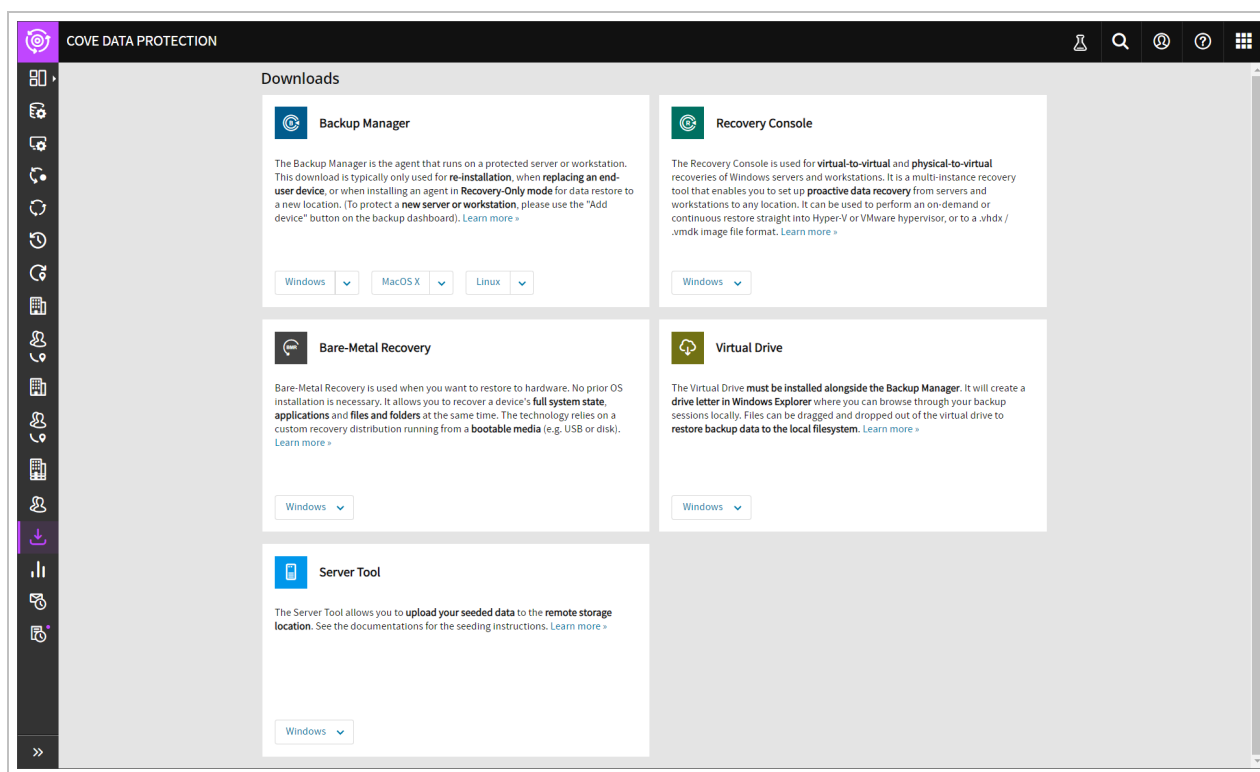 COVE DATA PROTECTION
Downloads
Backup Manager
The Backup Manager is the agent that runs on a protected server or workstation.
This download is typically only used for re-installation, when replacing an end-
user device, or when installing an agent in Recovery-Only mode for data restore to
a new location. (To protect a new server or workstation, please use the "Add
device" button on the backup dashboard). Learn more »
Windows
MacOS X
Linux
Recovery Console
The Recovery Console is used for virtual-to-virtual and physical-to-virtual
recoveries of Windows servers and workstations. It is a multi-instance recovery
tool that enables you to set up proactive data recovery from servers and
workstations to any location. It can be used to perform an on-demand or
continuous restore straight into Hyper-V or VMware hypervisor, or to a .vhdx /
.vmdk image file format. Learn more »
Windows
BMR
Bare-Metal Recovery
Bare-Metal Recovery is used when you want to restore to hardware. No prior OS
installation is necessary. It allows you to recover a device's full system state,
applications and files and folders at the same time. The technology relies on a
custom recovery distribution running from a bootable media (e.g. USB or disk).
Learn more »
Windows
Virtual Drive
The Virtual Drive must be installed alongside the Backup Manager. It will create a
drive letter in Windows Explorer where you can browse through your backup
sessions locally. Files can be dragged and dropped out of the virtual drive to
restore backup data to the local filesystem. Learn more »
Windows
Server Tool
The Server Tool allows you to upload your seeded data to the remote storage
location. See the documentations for the seeding instructions. Learn more »
Windows